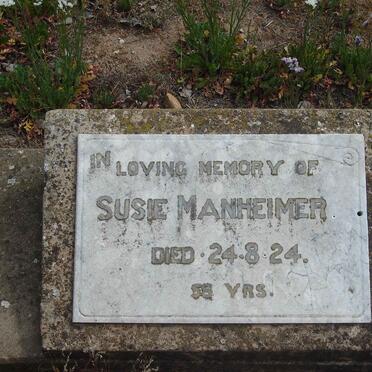 IN LOVING MEMORY OF
SUSIE MANHEIMER
DIED 24.8.24.
YRS.